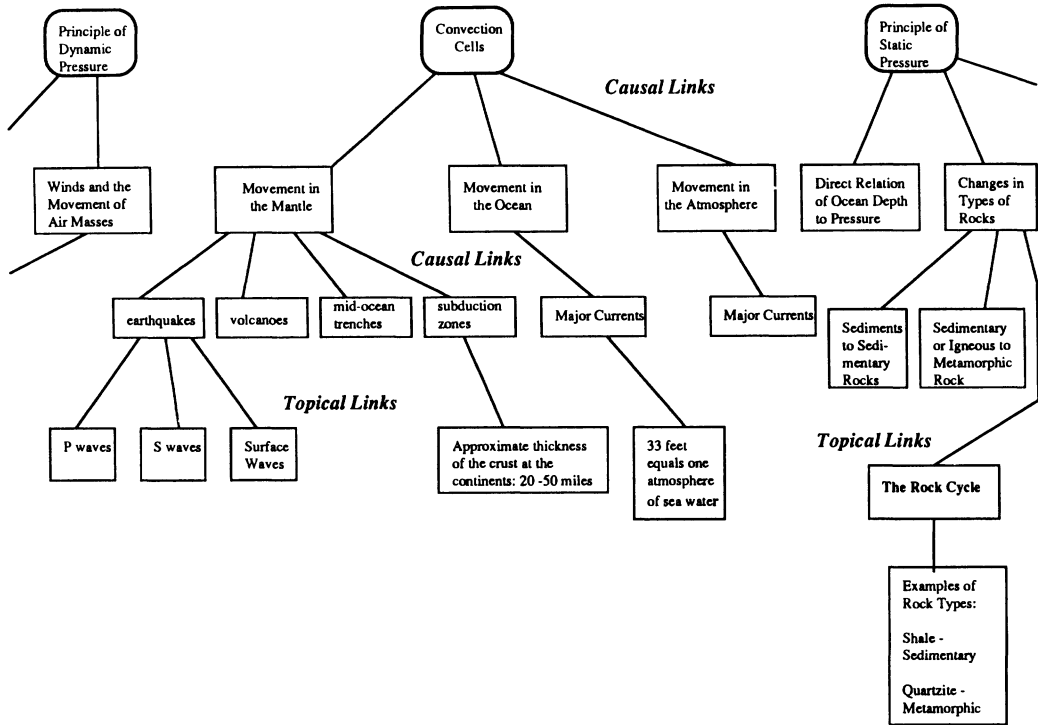 Principle of
Dynamic
Pressure
Convection
Cells
Principle of
Static
Pressure
Causal Links
Winds and the
Movement of
Air Masses
Movement in
the Mantle
Movement in
the Ocean
Movement in
the Atmosphere
Direct Relation
of Ocean Depth
to Pressure
Changes in
Types of
Rocks
Causal Links
earthquakes
volcanoes
mid-ocean
trenches
subduction
zones
Major Currents
Major Currents
Sediments
to Sedi-
mentary
Rocks
Sedimentary
or Igneous to
Metamorphic
Rock
Topical Links
P waves
S waves
Surface
Waves
Approximate thickness
of the crust at the
continents: 20 -50 miles
33 feet
equals one
atmosphere
of sea water
Topical Links
The Rock Cycle
Examples of
Rock Types:
Shale -
Sedimentary
Quartzite -
Metamorphic